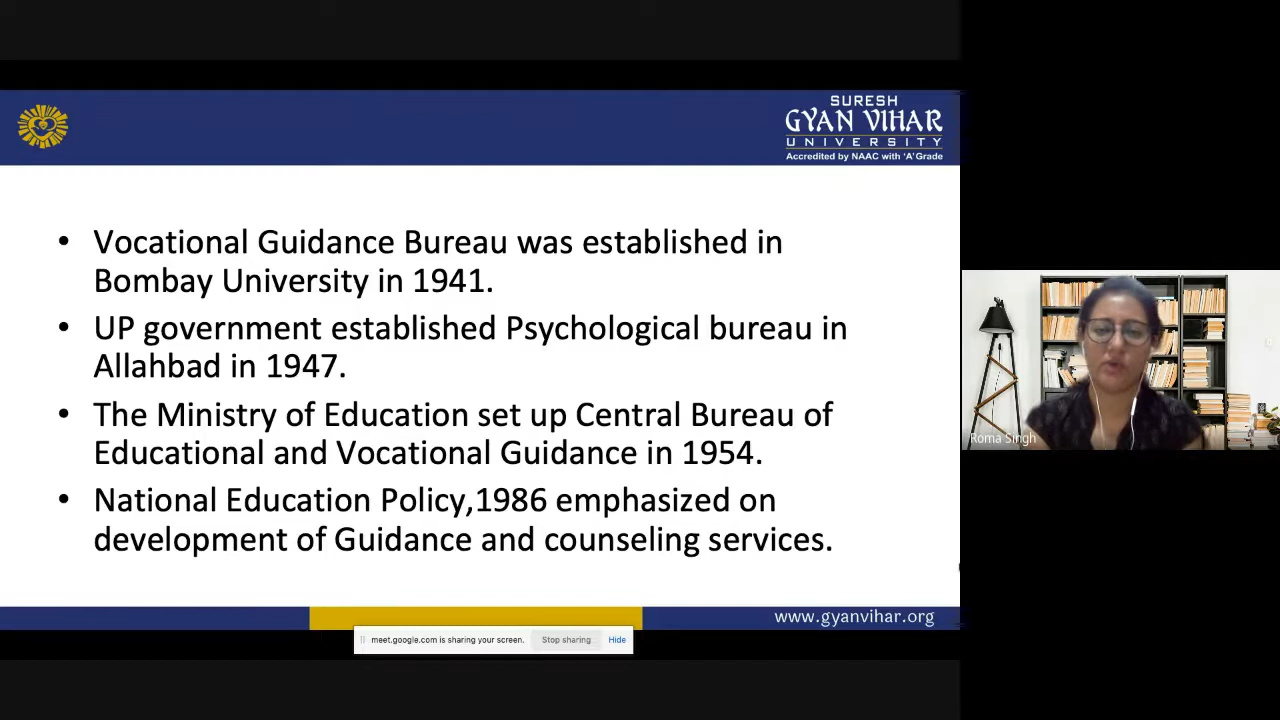 SURESH
GYAN VIHAR
UNIVERSITY
Accredited by NAAC with 'A' Grade
• Vocational Guidance Bureau was established in
Bombay University in 1941.
• UP government established Psychological bureau in
Allahbad in 1947.
• The Ministry of Education set up Central Bureau of
Educational and Vocational Guidance in 1954.
• National Education Policy,1986 emphasized on
development of Guidance and counseling services.
Roma Singh
www.gyanvihar.org
meet.google.com is sharing your screen. Stop sharing Hide